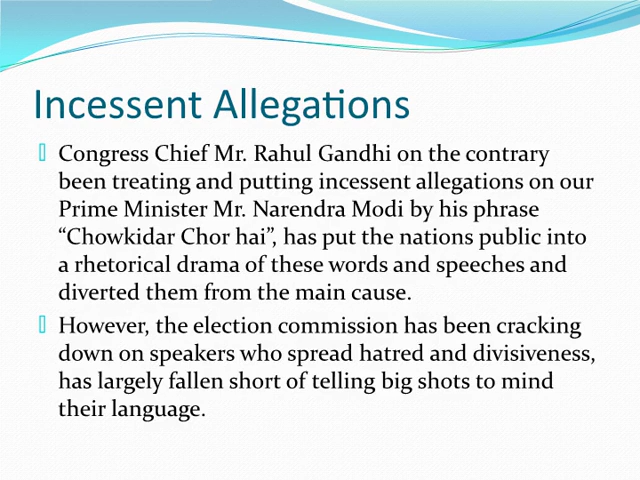 Incessent Allegations
Congress Chief Mr. Rahul Gandhi on the contrary
been treating and putting incessent allegations on our
Prime Minister Mr. Narendra Modi by his phrase
“Chowkidar Chor hai”, has put the nations public into
a rhetorical drama of these words and speeches and
diverted them from the main cause.
However, the election commission has been cracking
down on speakers who spread hatred and divisiveness,
has largely fallen short of telling big shots to mind
their language.